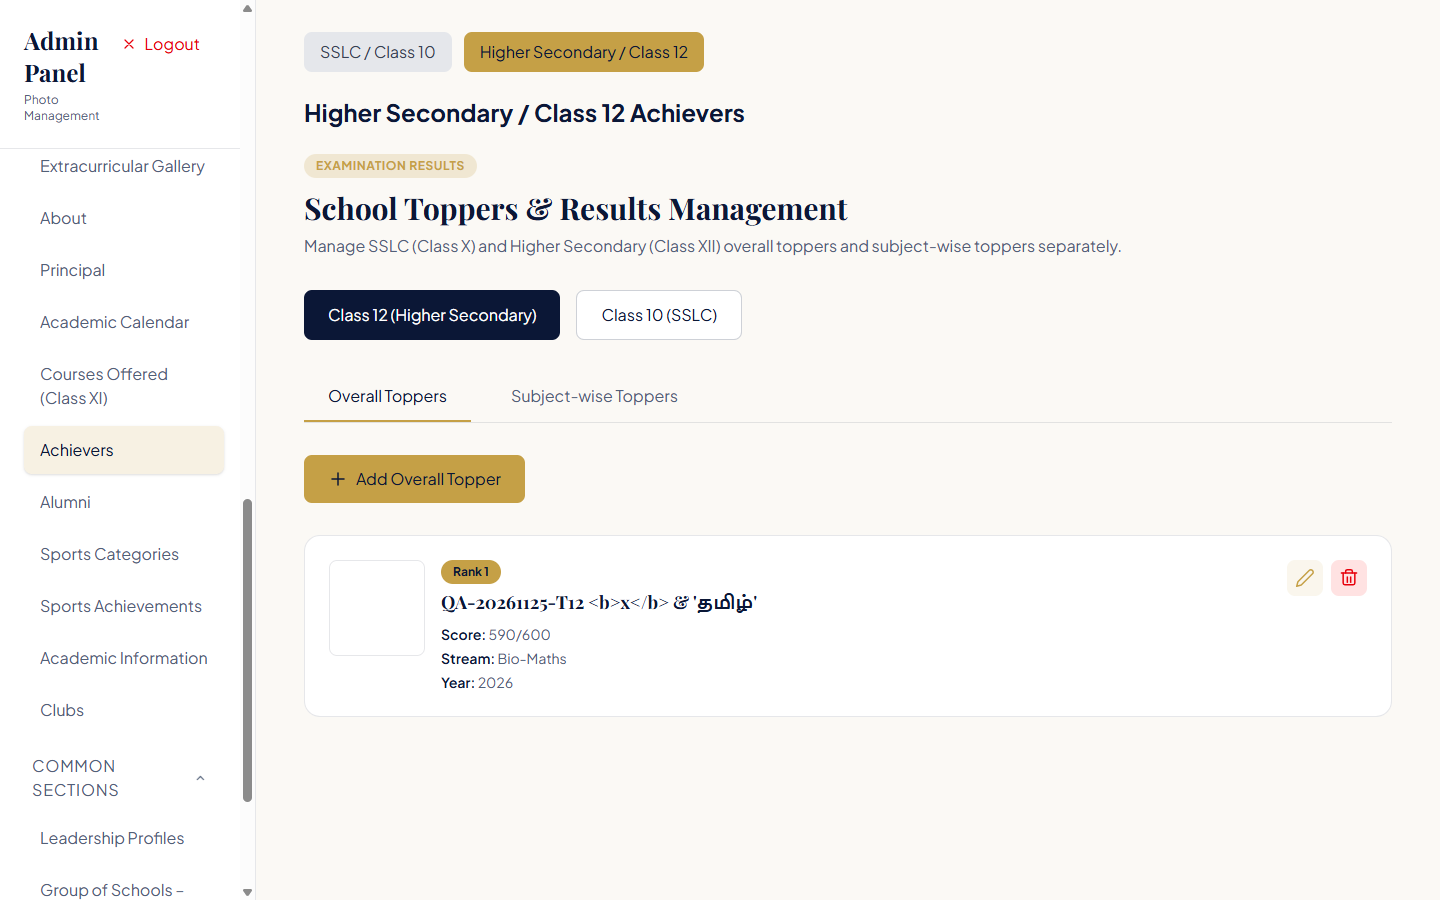 Admin
Panel
Logout
Photo
Management
Extracurricular Gallery
About
Principal
Academic Calendar
Courses Offered
(Class XI)
Achievers
Alumni
Sports Categories
Sports Achievements
Academic Information
Clubs
COMMON
SECTIONS
Leadership Profiles
Group of Schools –
SSLC / Class 10
Higher Secondary / Class 12
Higher Secondary / Class 12 Achievers
EXAMINATION RESULTS
School Toppers & Results Management
Manage SSLC (Class X) and Higher Secondary (Class XII) overall toppers and subject-wise toppers separately.
Class 12 (Higher Secondary)
Class 10 (SSLC)
Overall Toppers
Subject-wise Toppers
Add Overall Topper
Rank 1
QA-20261125-T12 <b>x</b> & 'தமிழ்'
Score: 590/600
Stream: Bio-Maths
Year: 2026